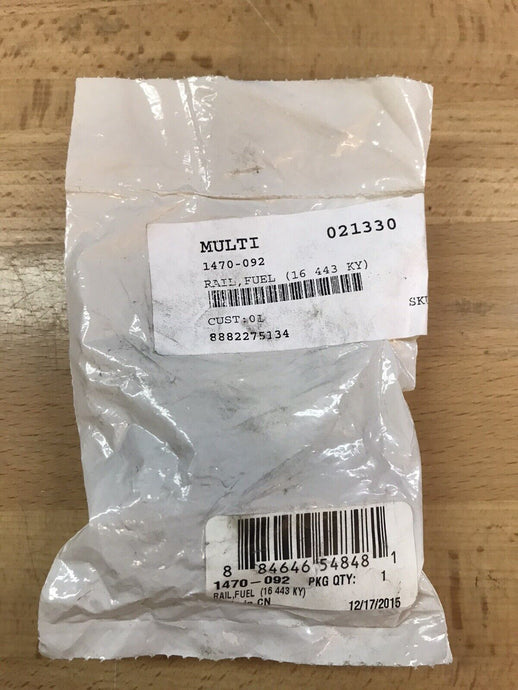 MULTI 021330
1470-092
RAIL,FUEL (16 443 KY)
SKU
CUST:01
8882275134
8 84646 54848 1
1470-092 PKG QTY: 1
RAIL,FUEL (16 443 KY)
CN 12/17/2015